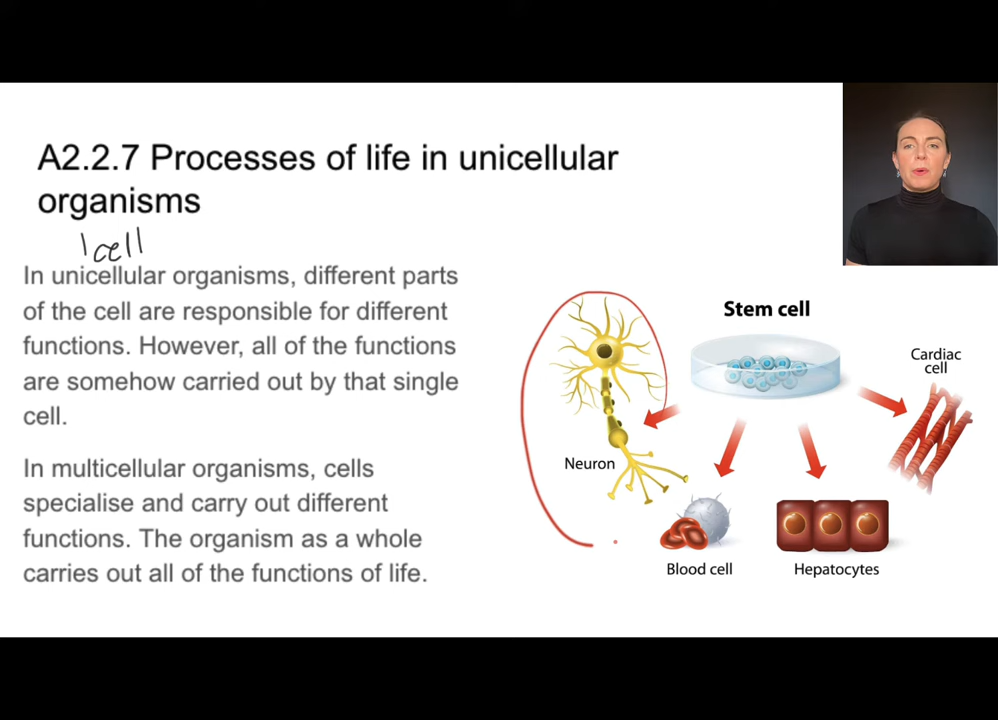 A2.2.7 Processes of life in unicellular
organisms
1 cell
In unicellular organisms, different parts
of the cell are responsible for different
functions. However, all of the functions
are somehow carried out by that single
cell.
In multicellular organisms, cells
specialise and carry out different
functions. The organism as a whole
carries out all of the functions of life.
Stem cell
Cardiac
cell
Neuron
Blood cell
Hepatocytes